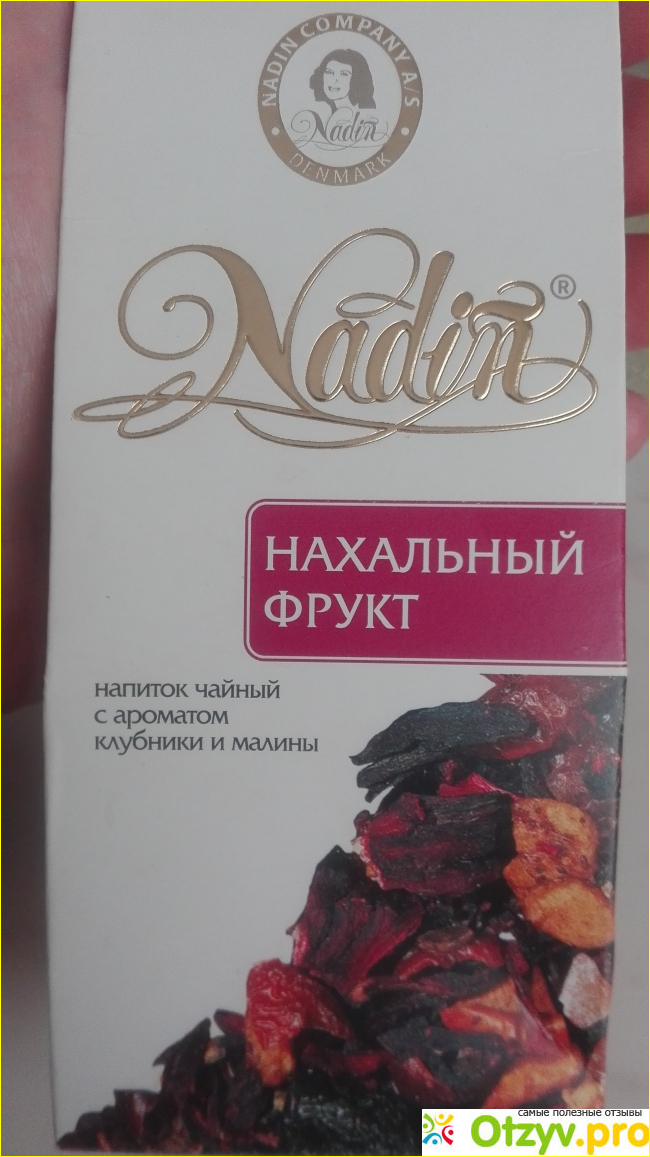 NADIN COMPANY A/S
Nadin
DENMARK
Nadin®
НАХАЛЬНЫЙ
ФРУКТ
напиток чайный
с ароматом
клубники и малины
самые полезные отзывы
Otzyv.pro